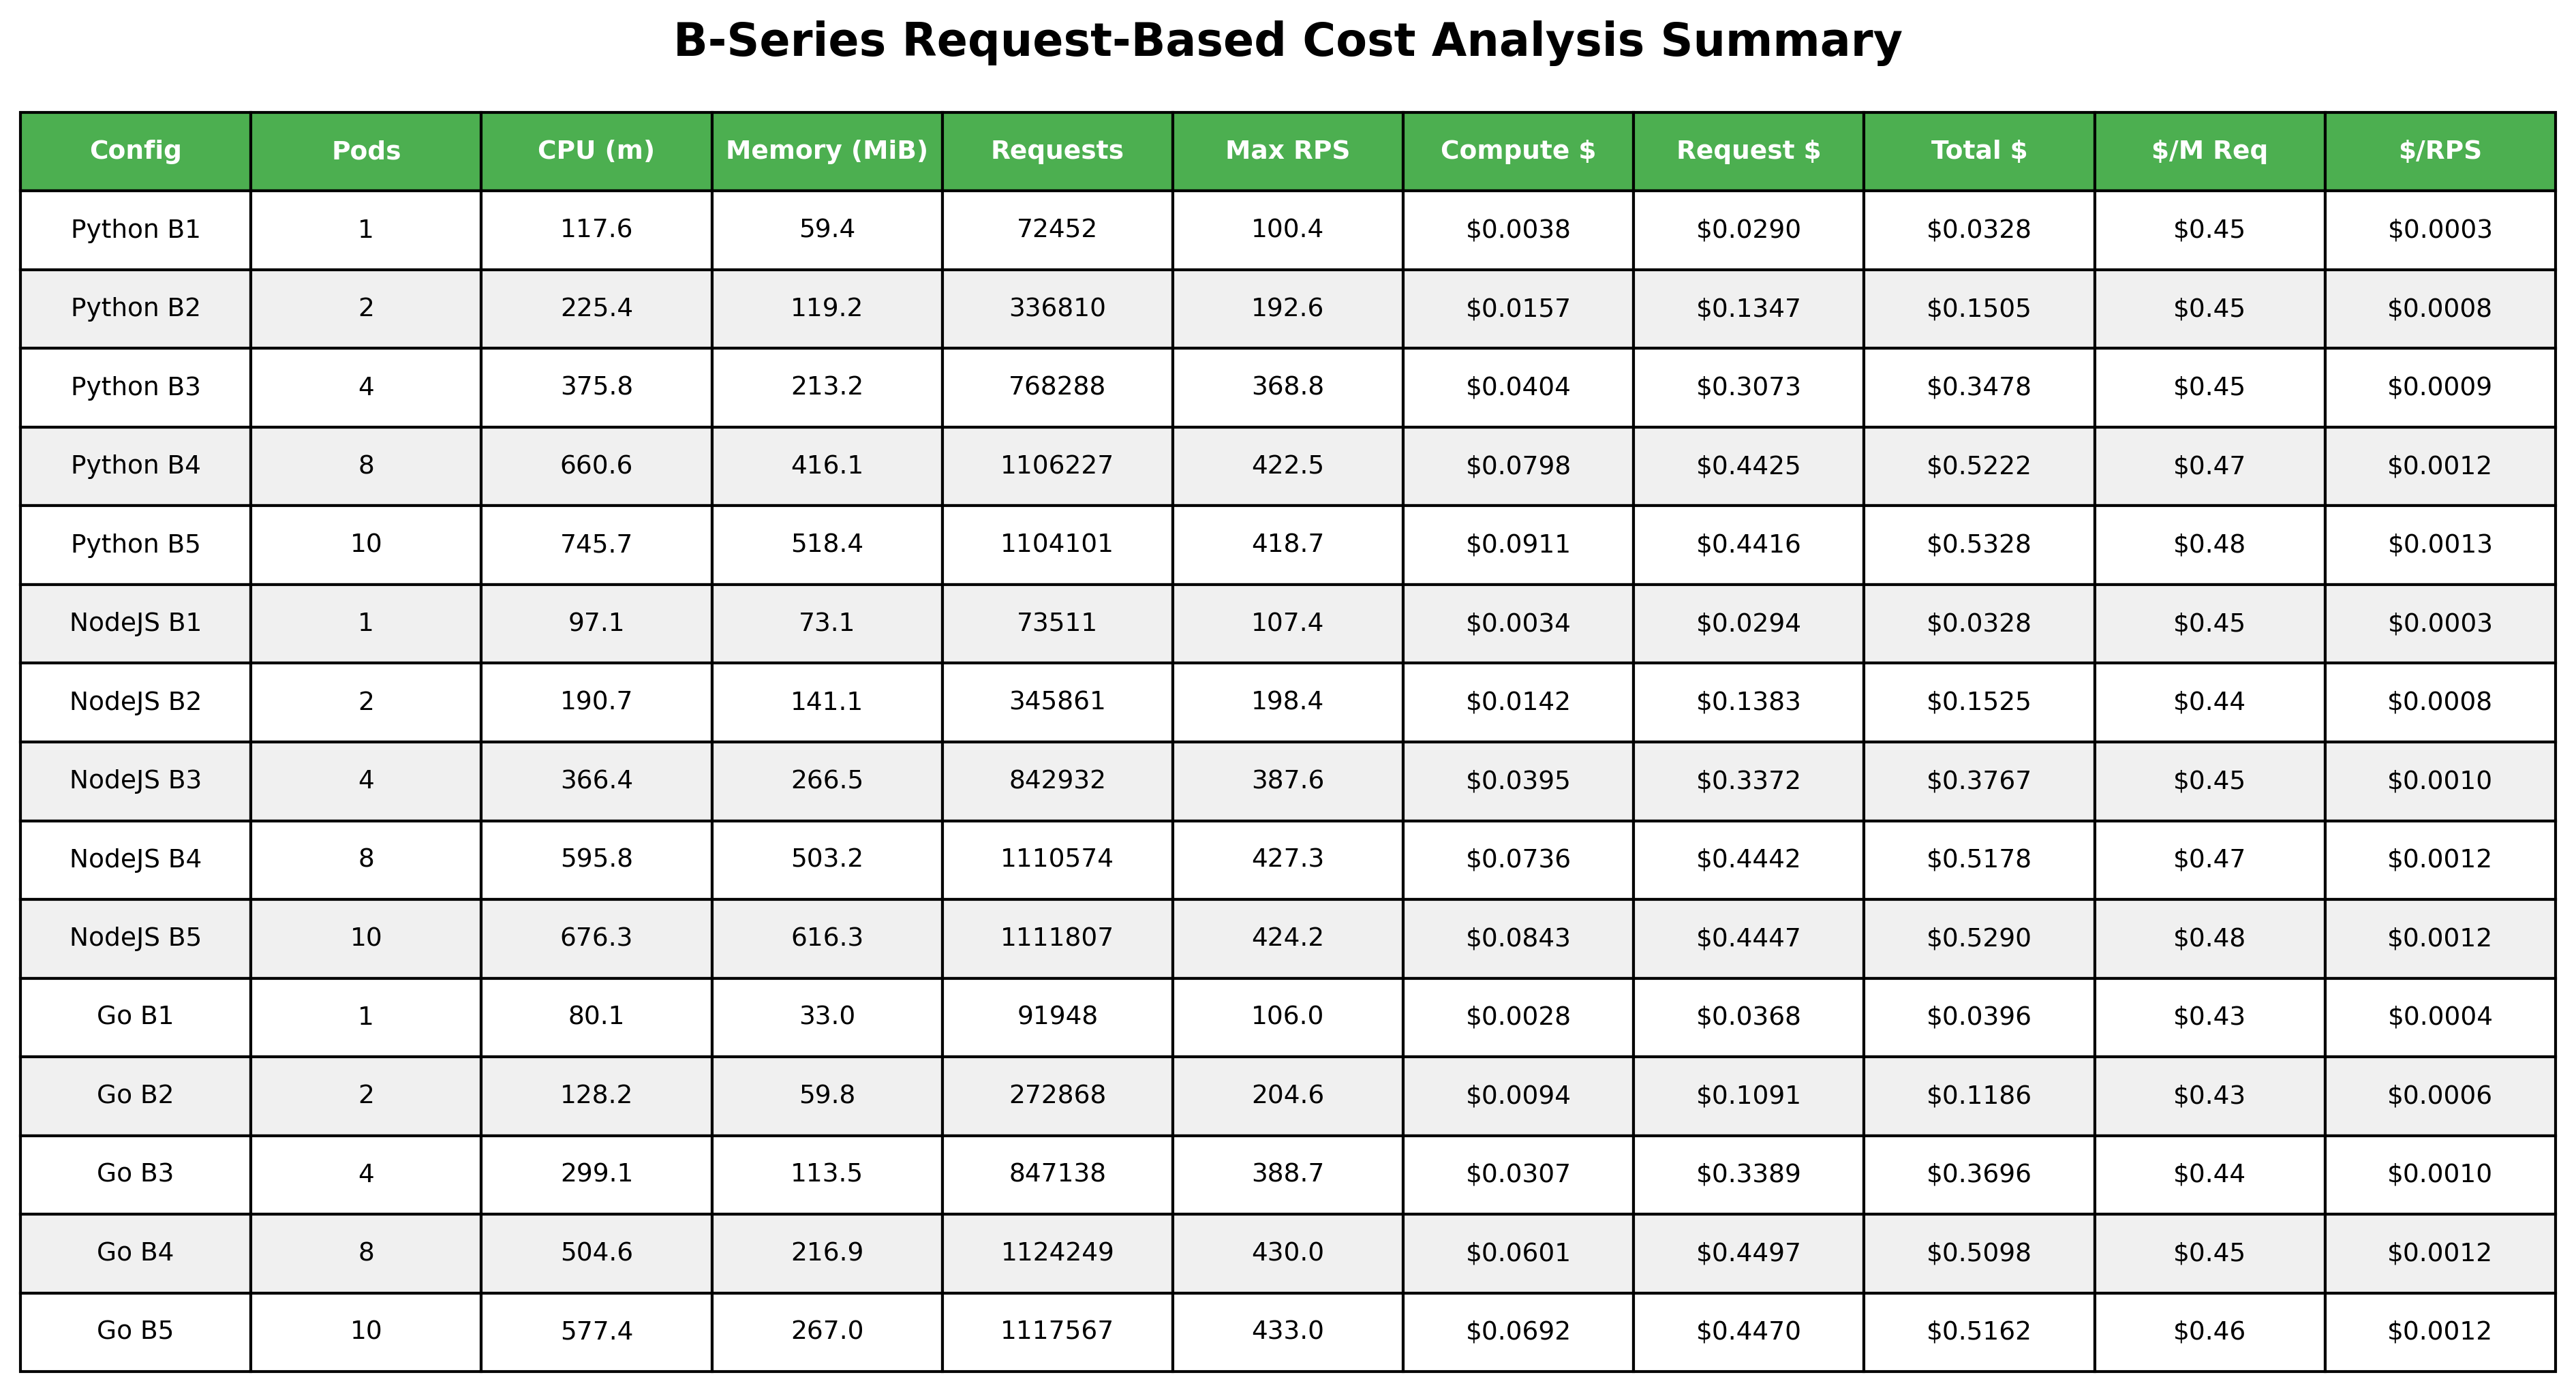 B-Series Request-Based Cost Analysis Summary
Config Pods CPU (m) Memory (MiB) Requests Max RPS Compute $ Request $ Total $ $/M Req $/RPS
Python B1 1 117.6 59.4 72452 100.4 $0.0038 $0.0290 $0.0328 $0.45 $0.0003
Python B2 2 225.4 119.2 336810 192.6 $0.0157 $0.1347 $0.1505 $0.45 $0.0008
Python B3 4 375.8 213.2 768288 368.8 $0.0404 $0.3073 $0.3478 $0.45 $0.0009
Python B4 8 660.6 416.1 1106227 422.5 $0.0798 $0.4425 $0.5222 $0.47 $0.0012
Python B5 10 745.7 518.4 1104101 418.7 $0.0911 $0.4416 $0.5328 $0.48 $0.0013
NodeJS B1 1 97.1 73.1 73511 107.4 $0.0034 $0.0294 $0.0328 $0.45 $0.0003
NodeJS B2 2 190.7 141.1 345861 198.4 $0.0142 $0.1383 $0.1525 $0.44 $0.0008
NodeJS B3 4 366.4 266.5 842932 387.6 $0.0395 $0.3372 $0.3767 $0.45 $0.0010
NodeJS B4 8 595.8 503.2 1110574 427.3 $0.0736 $0.4442 $0.5178 $0.47 $0.0012
NodeJS B5 10 676.3 616.3 1111807 424.2 $0.0843 $0.4447 $0.5290 $0.48 $0.0012
Go B1 1 80.1 33.0 91948 106.0 $0.0028 $0.0368 $0.0396 $0.43 $0.0004
Go B2 2 128.2 59.8 272868 204.6 $0.0094 $0.1091 $0.1186 $0.43 $0.0006
Go B3 4 299.1 113.5 847138 388.7 $0.0307 $0.3389 $0.3696 $0.44 $0.0010
Go B4 8 504.6 216.9 1124249 430.0 $0.0601 $0.4497 $0.5098 $0.45 $0.0012
Go B5 10 577.4 267.0 1117567 433.0 $0.0692 $0.4470 $0.5162 $0.46 $0.0012